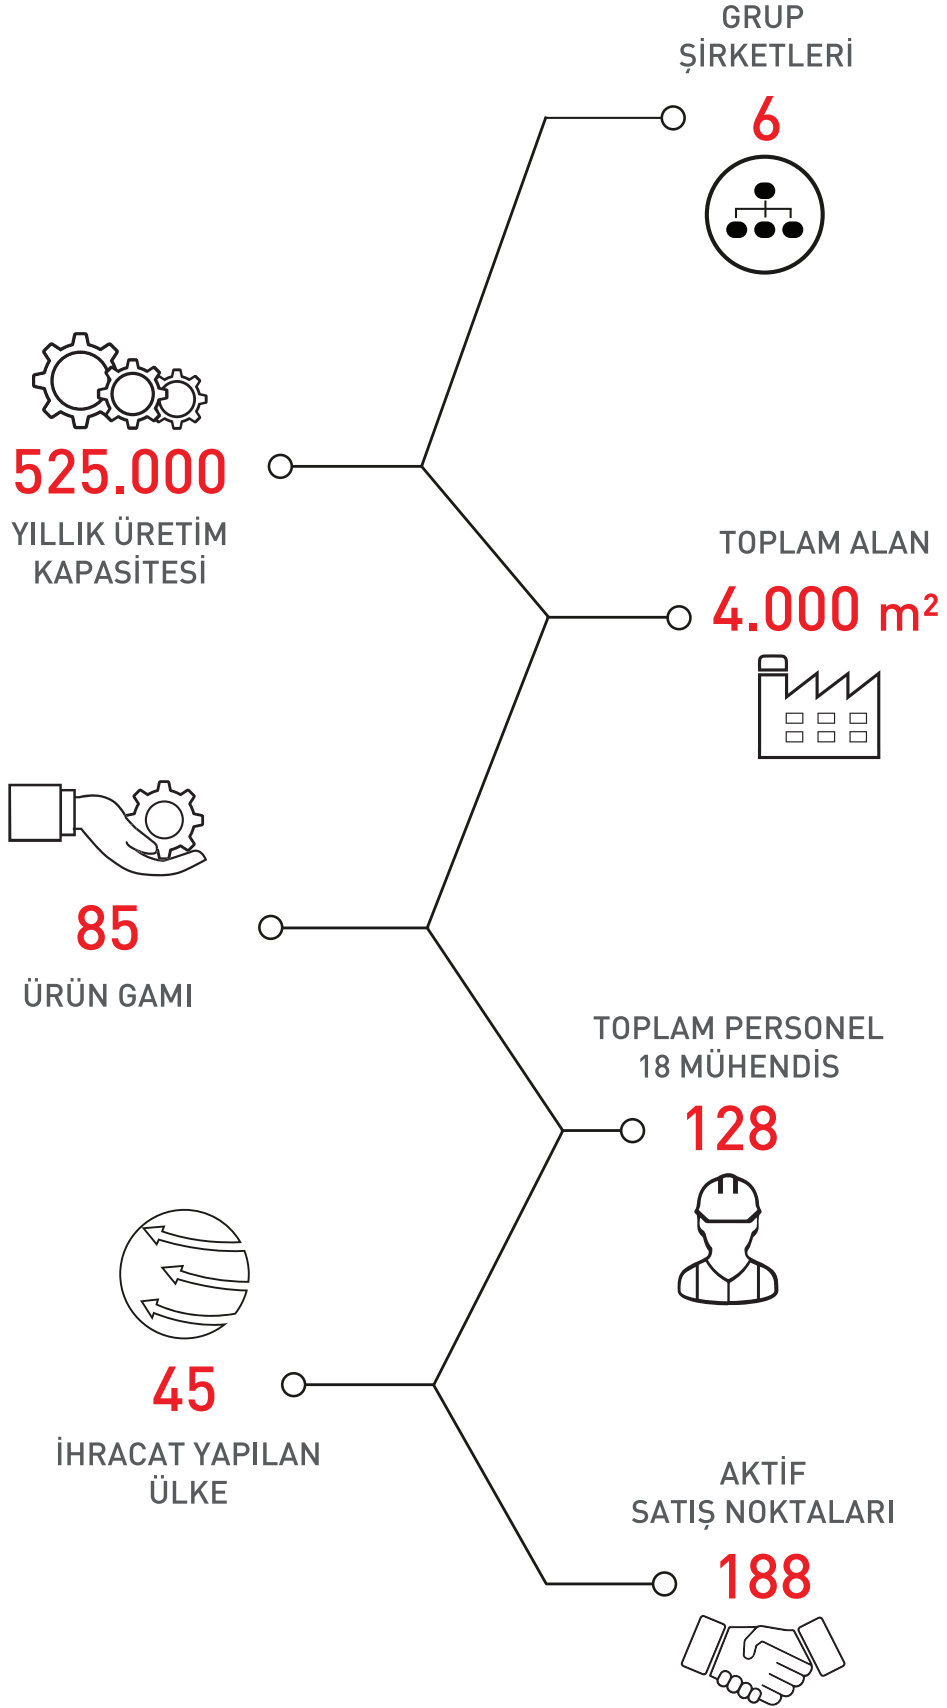 GRUP
ŞİRKETLERİ
6
525.000
YILLIK ÜRETİM
KAPASİTESİ
TOPLAM ALAN
4.000 m²
85
ÜRÜN GAMI
TOPLAM PERSONEL
18 MÜHENDİS
128
45
İHRACAT YAPILAN
ÜLKE
AKTİF
SATIŞ NOKTALARI
188